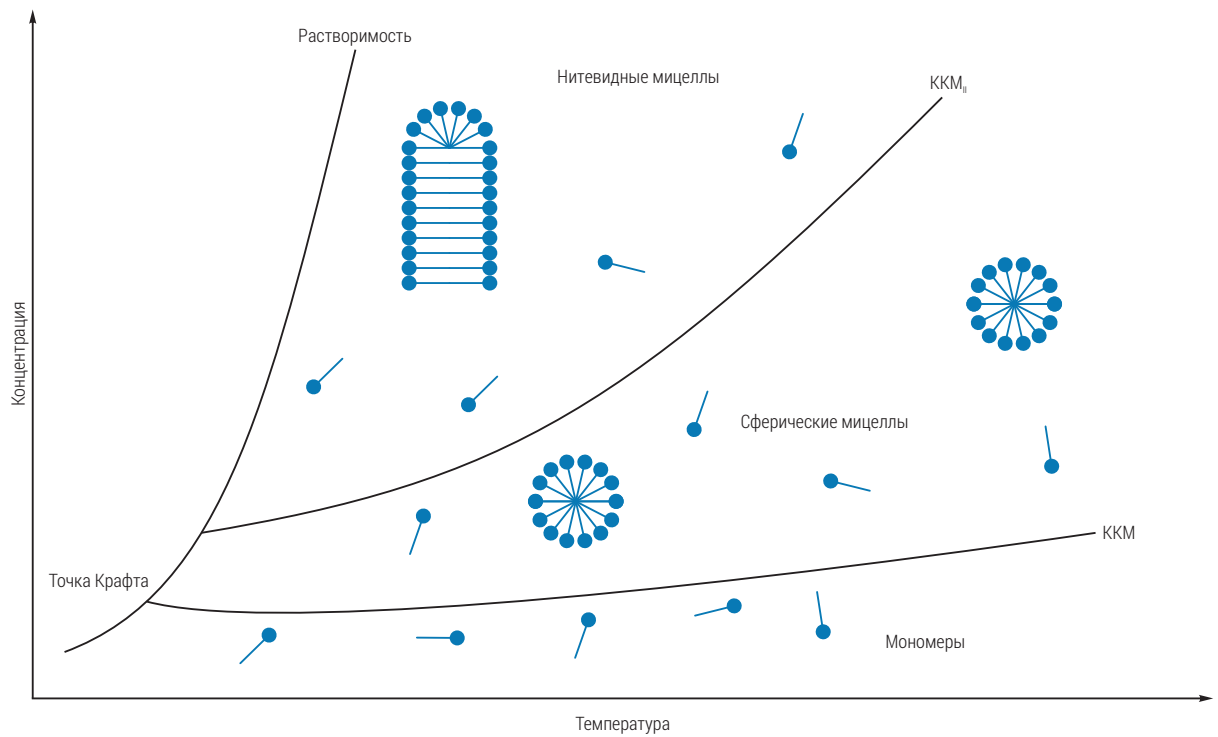 Растворимость
Нитевидные мицеллы
ККМII
Концентрация
Сферические мицеллы
ККМ
Точка Крафта
Мономеры
Температура